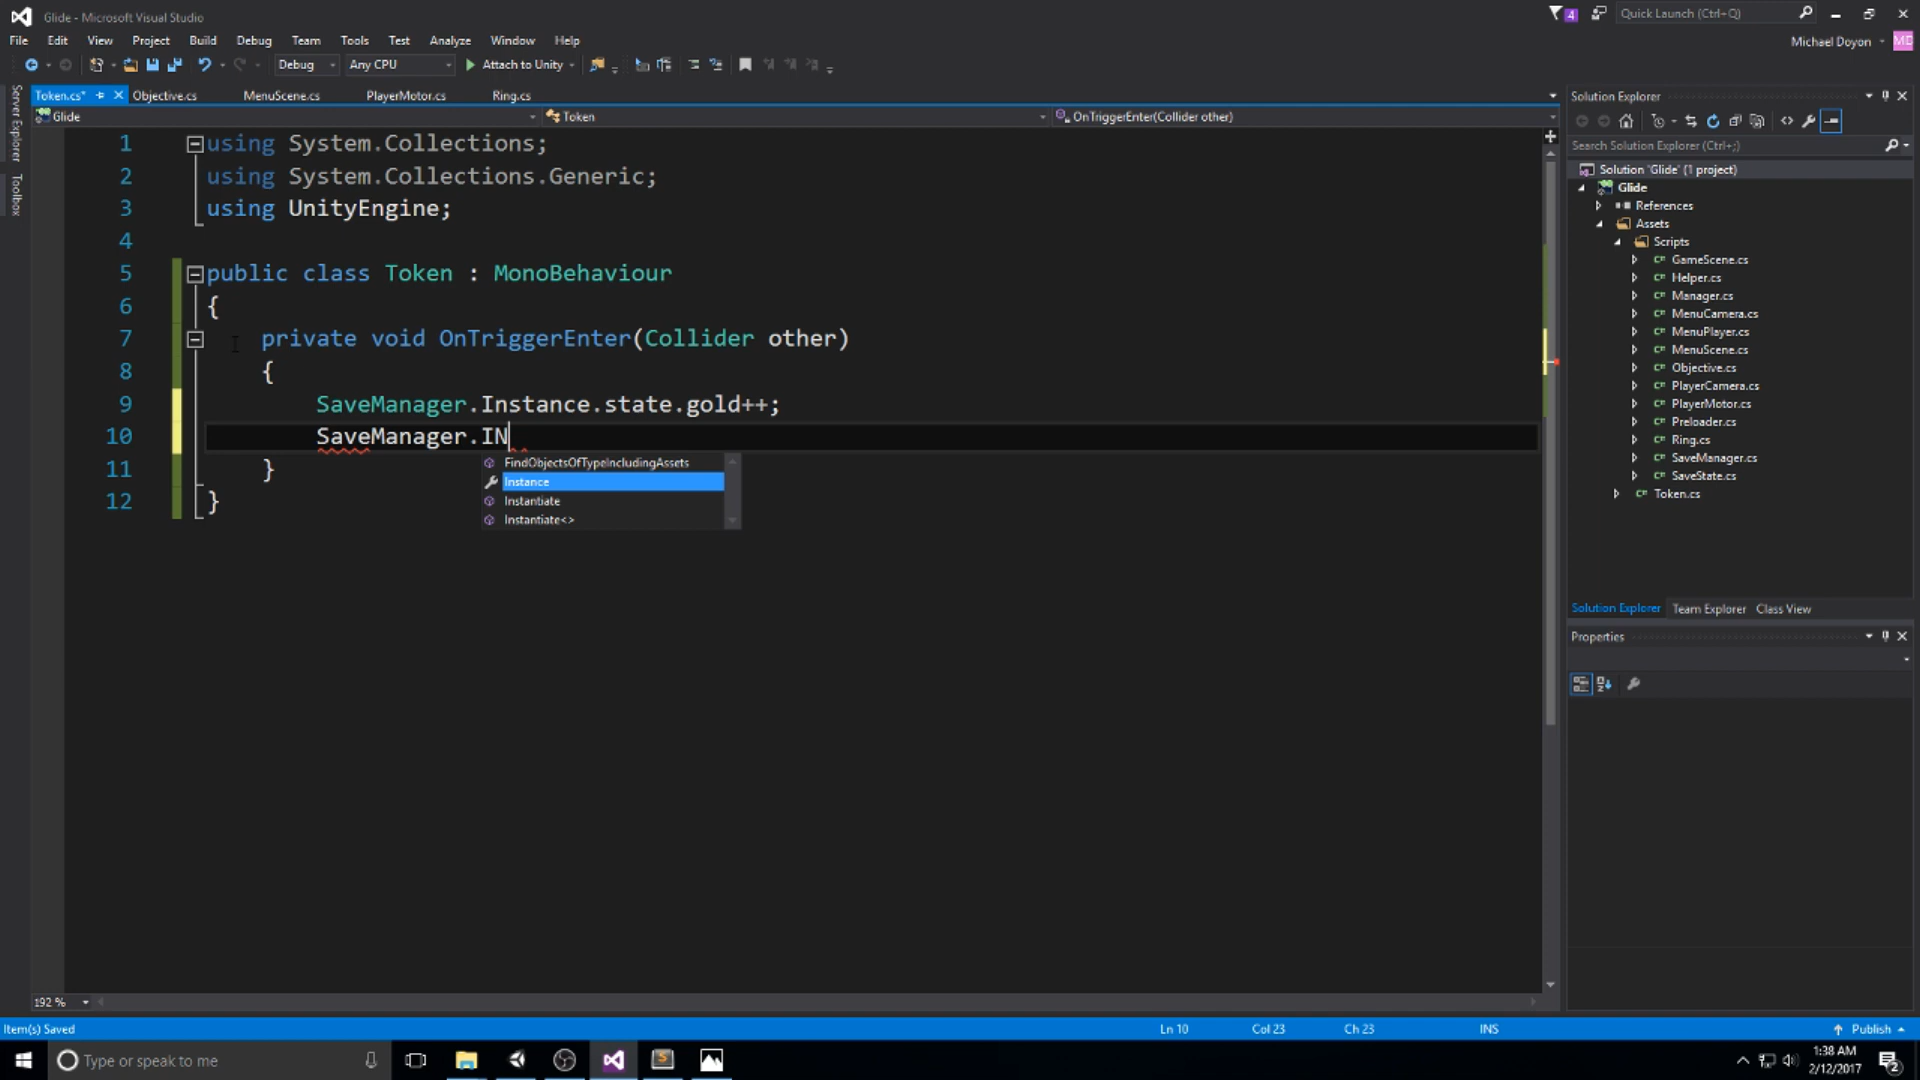 Glide - Microsoft Visual Studio
4
Quick Launch (Ctrl+Q)
File Edit View Project Build Debug Team Tools Test Analyze Window Help
Michael Doyon
MD
Debug Any CPU Attach to Unity
Server Explorer
Toolbox
Token.cs* Objective.cs MenuScene.cs PlayerMotor.cs Ring.cs
Glide Token OnTriggerEnter(Collider other)
1 using System.Collections;
2 using System.Collections.Generic;
3 using UnityEngine;
4
5 public class Token : MonoBehaviour
6 {
7 private void OnTriggerEnter(Collider other)
8 {
9 SaveManager.Instance.state.gold++;
10 SaveManager.IN
11 }
12 }
FindObjectsOfTypeIncludingAssets
Instance
Instantiate
Instantiate<>
Solution Explorer
Search Solution Explorer (Ctrl+;)
Solution 'Glide' (1 project)
Glide
References
Assets
Scripts
GameScene.cs
Helper.cs
Manager.cs
MenuCamera.cs
MenuPlayer.cs
MenuScene.cs
Objective.cs
PlayerCamera.cs
PlayerMotor.cs
Preloader.cs
Ring.cs
SaveManager.cs
SaveState.cs
Token.cs
Solution Explorer Team Explorer Class View
Properties
192 %
Item(s) Saved Ln 10 Col 23 Ch 23 INS Publish
Type or speak to me
1:38 AM
2/12/2017
2